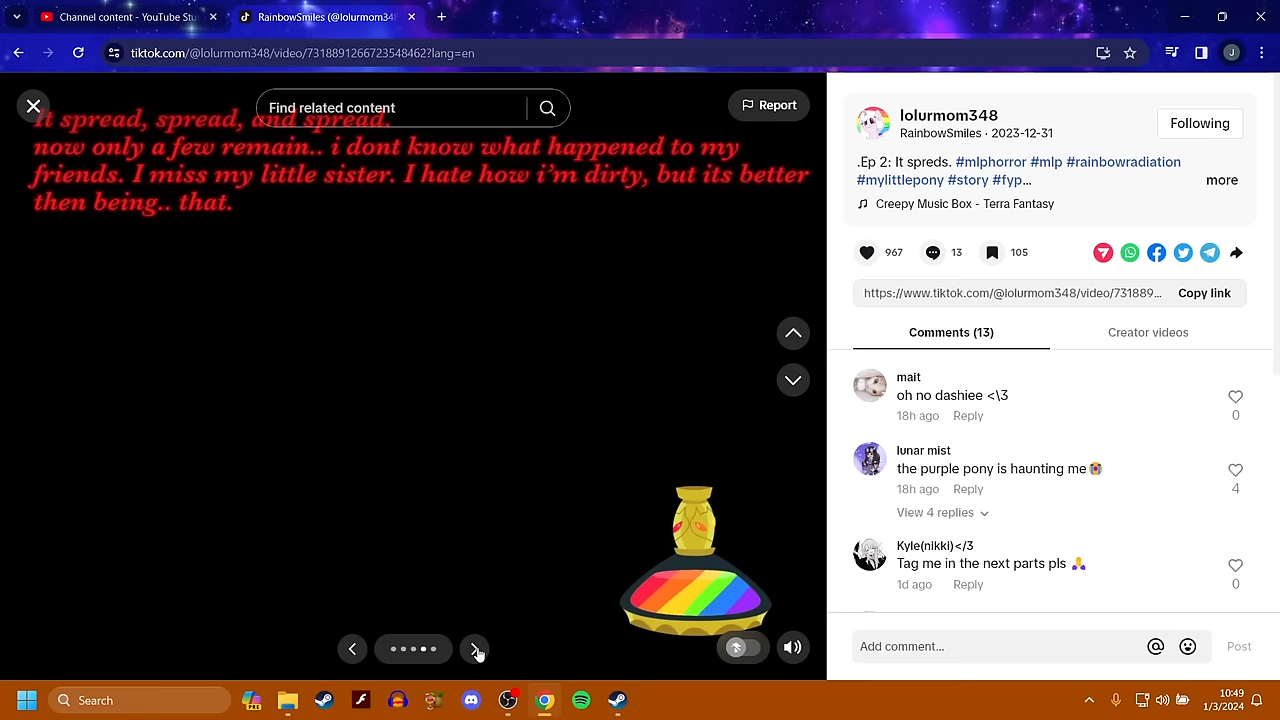 Channel content - YouTube Stu
RainbowSmiles (@lolurmom348
tiktok.com/@lolurmom348/video/7318891266723548462?lang=en
J
Find related content
Report
It spread, spread, and spread.
now only a few remain.. i dont know what happened to my
friends. I miss my little sister. I hate how i'm dirty, but its better
then being.. that.
lolurmom348
RainbowSmiles · 2023-12-31
Following
.Ep 2: It spreds. #mlphorror #mlp #rainbowradiation
#mylittlepony #story #fyp...
more
Creepy Music Box - Terra Fantasy
967
13
105
https://www.tiktok.com/@lolurmom348/video/731889...
Copy link
Comments (13)
Creator videos
mait
oh no dashiee <\3
18h ago
Reply
0
lunar mist
the purple pony is haunting me
18h ago
Reply
4
View 4 replies
Kyle(nikki)</3
Tag me in the next parts pls
1d ago
Reply
0
Add comment...
Post
Search
PRE
10:49
1/3/2024